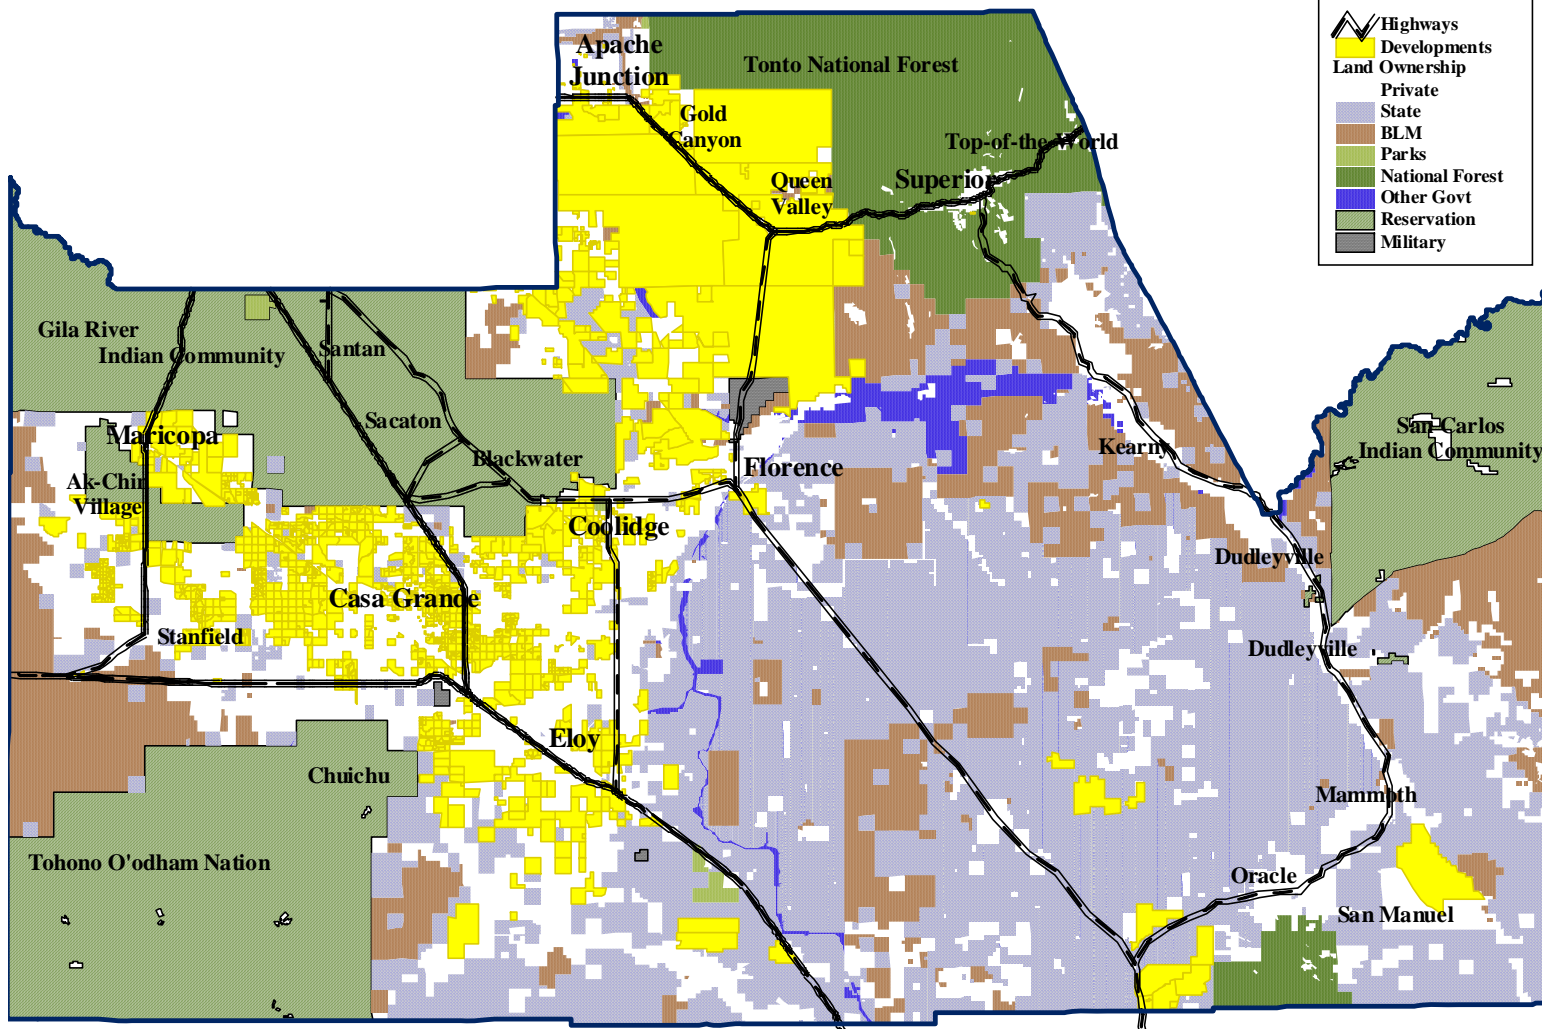 Highways
Developments
Land Ownership
Private
State
BLM
Parks
National Forest
Other Govt
Reservation
Military
Apache
Junction
Tonto National Forest
Gold
Canyon
Top-of-the-World
Queen
Valley
Superior
Gila River
Indian Community
Santan
Sacaton
Maricopa
Blackwater
Ak-Chin
Village
Florence
Coolidge
Kearny
San Carlos
Indian Community
Dudleyville
Casa Grande
Stanfield
Dudleyville
Eloy
Chuichu
Mammoth
Tohono O'odham Nation
Oracle
San Manuel